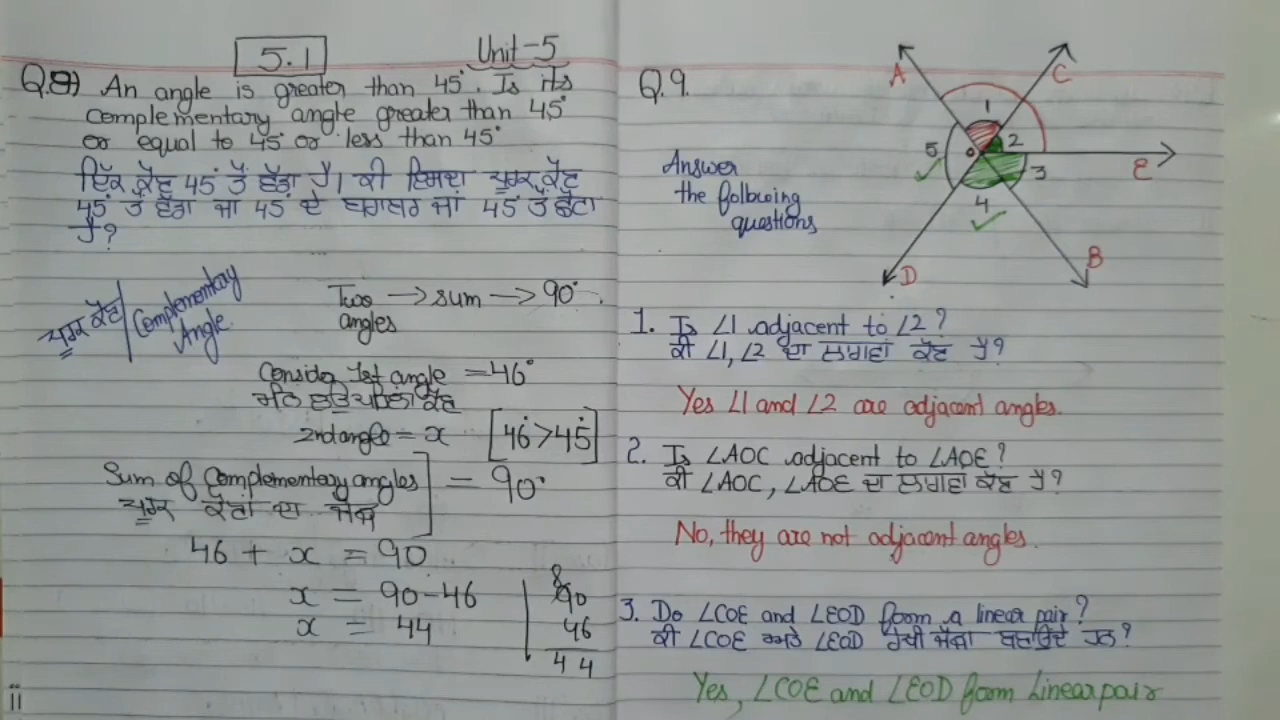 5.1
Unit-5
Q.8) An angle is greater than 45°. Is its
complementary angle greater than 45°
or equal to 45° or less than 45°
ਇੱਕ ਕੋਣ 45° ਤੋਂ ਵੱਡਾ ਹੈ। ਕੀ ਇਸਦਾ ਪੂਰਕ ਕੋਣ
45° ਤੋਂ ਵੱਡਾ ਜਾਂ 45° ਦੇ ਬਰਾਬਰ ਜਾਂ 45° ਤੋਂ ਛੋਟਾ
ਹੈ?
ਪੂਰਕ ਕੋਣ
Complementary
Angle
Two → sum → 90°.
angles
Consider 1st angle = 46°
ਕੋਣ
2nd angle = x [46° > 45°]
Sum of Complementary angles = 90°
ਪੂਰਕ ਕੋਣਾਂ ਦਾ ਜੋੜ
46 + x = 90
x = 90-46
x = 44
8
90
46
44
ii
Q.9.
Answer
the following
questions
A
C
1
2
5
0
3
E
4
D
B
1. Is ∠1 adjacent to ∠2?
ਕੀ ∠1, ∠2 ਦਾ ਲਾਗਵਾਂ ਕੋਣ ਹੈ?
Yes ∠1 and ∠2 are adjacent angles.
2. Is ∠AOC adjacent to ∠AOE?
ਕੀ ∠AOC, ∠AOE ਦਾ ਲਾਗਵਾਂ ਕੋਣ ਹੈ?
No, they are not adjacent angles.
3. Do ∠COE and ∠EOD form a linear pair?
ਕੀ ∠COE ਅਤੇ ∠EOD ਰੇਖੀ ਜੋੜਾ ਬਣਾਉਂਦੇ ਹਨ?
Yes, ∠COE and ∠EOD form Linear pair